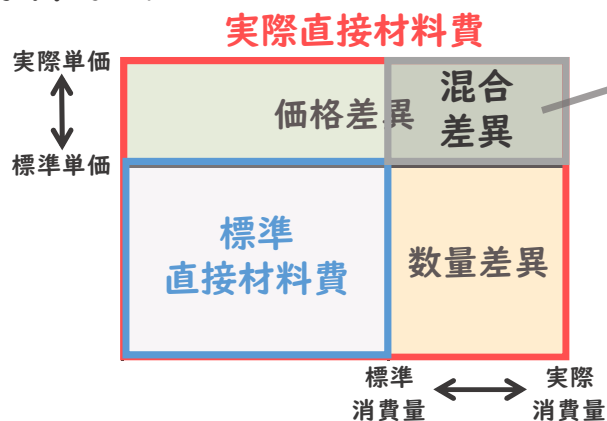 実際直接材料費
実際単価
混合
差異
価格差異
標準単価
標準
直接材料費
数量差異
標準
消費量
実際
消費量